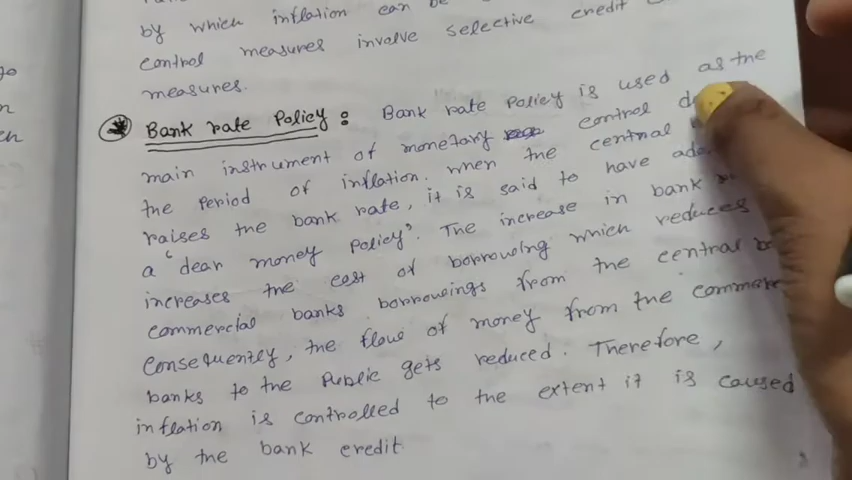 by which inflation can be
control measures involve selective credit
measures.
Bank rate Policy : Bank rate Policy is used as the
main instrument of monetary control
the Period of inflation. When the central
raises the bank rate, it is said to have
a "dear money Policy". The increase in bank
increases the cost of borrowing which reduces
commercial banks borrowings from the central
Consequently, the flow of money from the
banks to the Public gets reduced. Therefore,
inflation is controlled to the extent it is caused
by the bank credit.